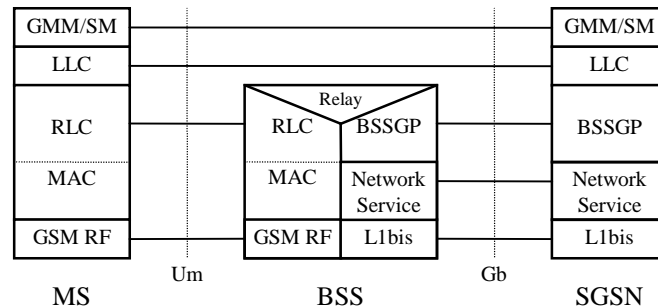 GMM/SM
GMM/SM
LLC
LLC
Relay
RLC
RLC
BSSGP
BSSGP
MAC
MAC
Network
Service
Network
Service
GSM RF
GSM RF
L1bis
L1bis
Um
Gb
MS
BSS
SGSN